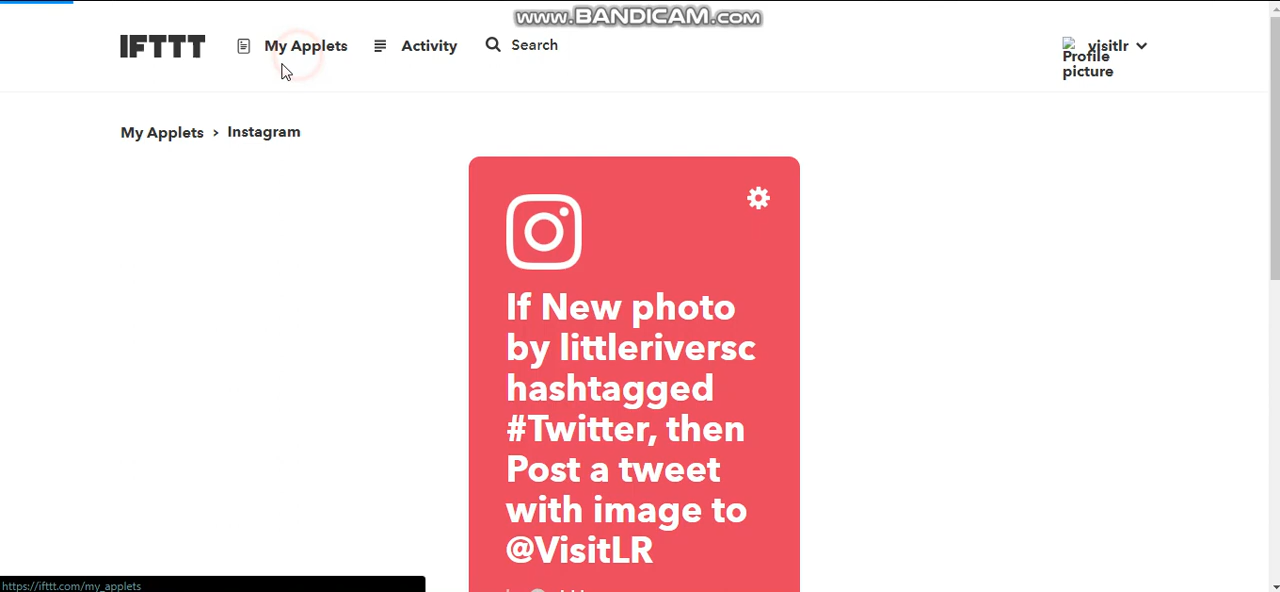 www.BANDICAM.com
IFTTT My Applets Activity Search visitlr
Profile
picture
My Applets > Instagram
If New photo
by littleriversc
hashtagged
#Twitter, then
Post a tweet
with image to
@VisitLR
https://ifttt.com/my_applets